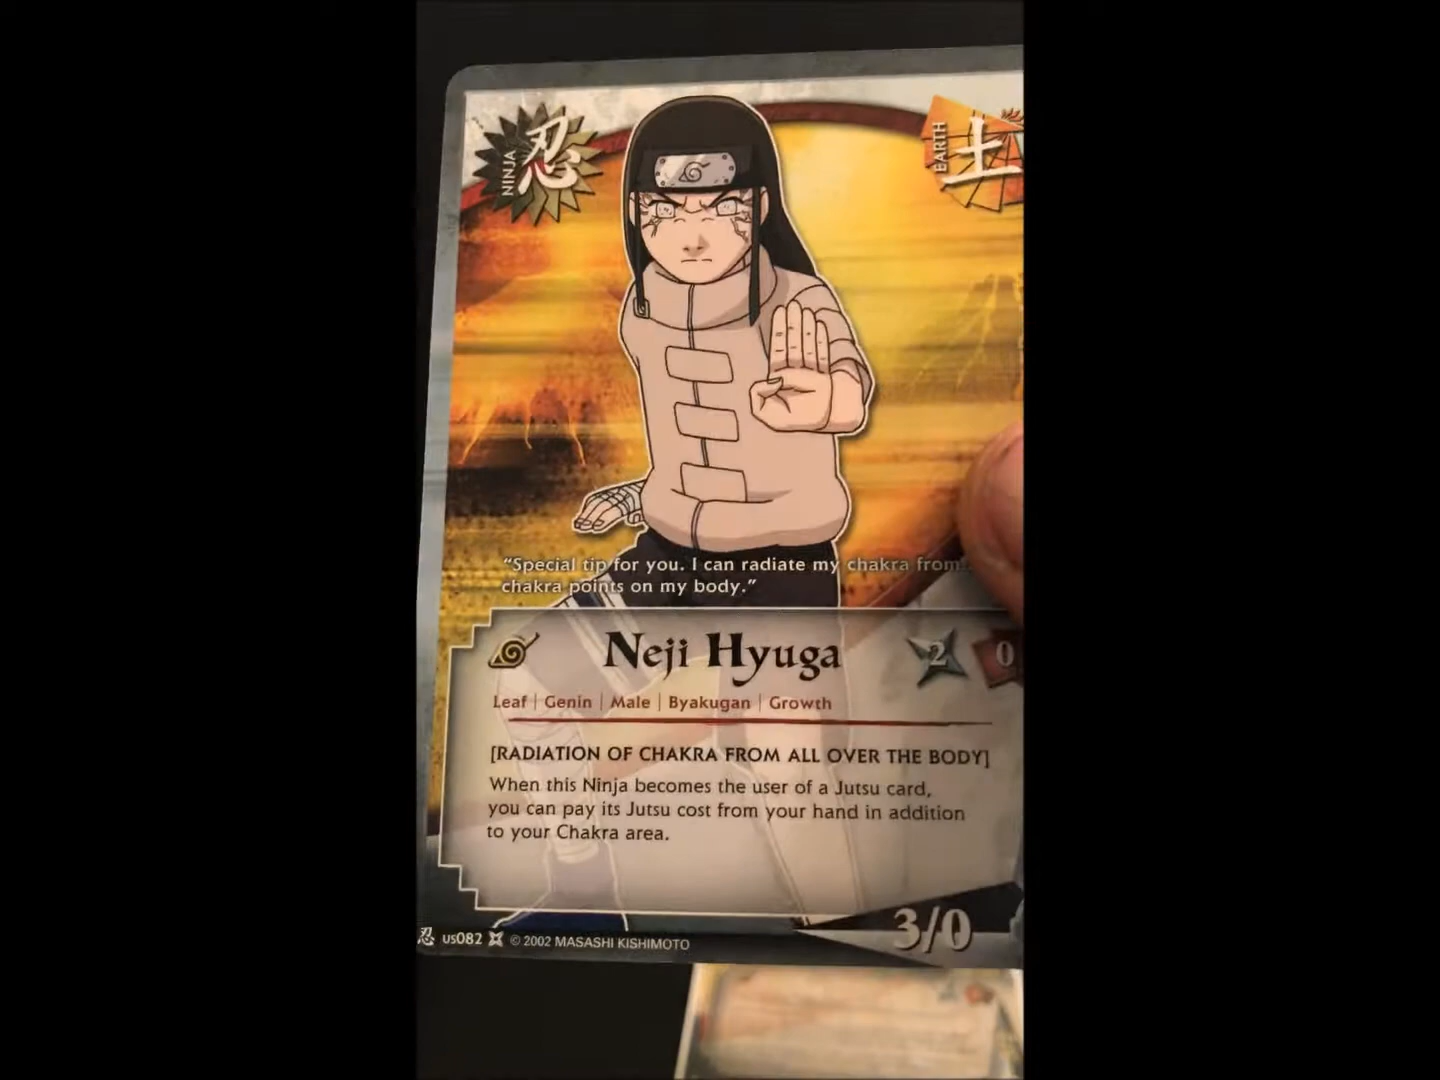 忍
NINJA
土
EARTH
"Special tip for you. I can radiate my chakra from
chakra points on my body."
Neji Hyuga
2
0
Leaf | Genin | Male | Byakugan | Growth
[RADIATION OF CHAKRA FROM ALL OVER THE BODY]
When this Ninja becomes the user of a Jutsu card,
you can pay its Jutsu cost from your hand in addition
to your Chakra area.
3/0
忍 US082 © 2002 MASASHI KISHIMOTO